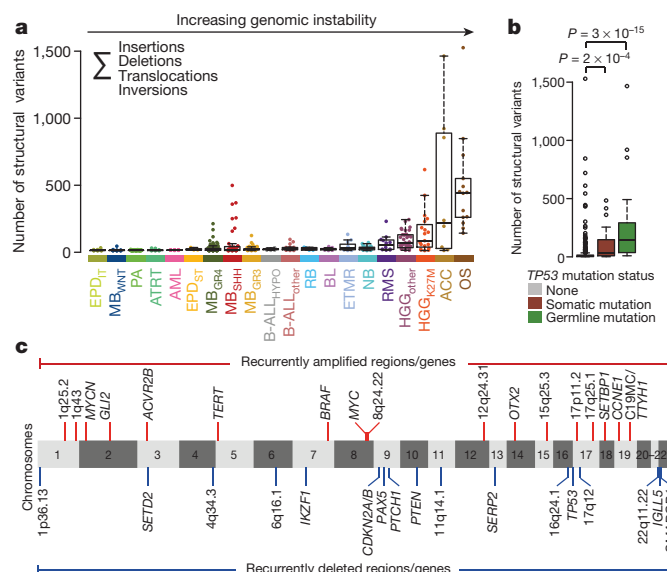 a
Increasing genomic instability
Number of structural variants
1,500
1,000
500
0
∑
Insertions
Deletions
Translocations
Inversions
EPD_IT
MB_WNT
PA
ATRT
AML
EPD_ST
MB_GR4
MB_SHH
MB_GR3
B-ALL_HYPO
B-ALL_other
RB
BL
ETMR
NB
RMS
HGG_other
HGG_K27M
ACC
OS
b
P = 3 × 10⁻¹⁵
P = 2 × 10⁻⁴
Number of structural variants
1,500
1,000
500
0
TP53 mutation status
None
Somatic mutation
Germline mutation
c
Recurrently amplified regions/genes
1q25.2
1q43
MYCN
GLI2
ACVR2B
TERT
BRAF
MYC
8q24.22
12q24.31
OTX2
15q25.3
17p11.2
17q25.1
SETBP1
CCNE1
C19MC/
TTYH1
Chromosomes
1 2 3 4 5 6 7 8 9 10 11 12 13 14 15 16 17 18 19 20–22
1p36.13
SETD2
4q34.3
6q16.1
IKZF1
CDKN2A/B
PAX5
PTCH1
PTEN
11q14.1
SERP2
16q24.1
TP53
17q12
22q11.22
IGLL5
Recurrently deleted regions/genes